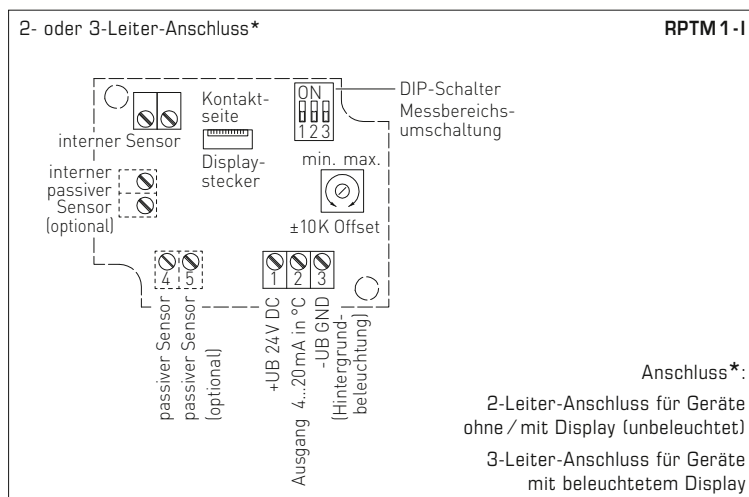 2- oder 3-Leiter-Anschluss*
RPTM 1 - I
Kontakt-
seite
ON
1 2 3
DIP-Schalter
Messbereichs-
umschaltung
interner Sensor
Display-
stecker
min. max.
interner
passiver
Sensor
(optional)
±10K Offset
4 5
1 2 3
passiver Sensor
passiver Sensor
(optional)
+UB 24V DC
Ausgang 4...20mA in °C
-UB GND
(Hintergrund-
beleuchtung)
Anschluss*:
2-Leiter-Anschluss für Geräte
ohne / mit Display (unbeleuchtet)
3-Leiter-Anschluss für Geräte
mit beleuchtetem Display